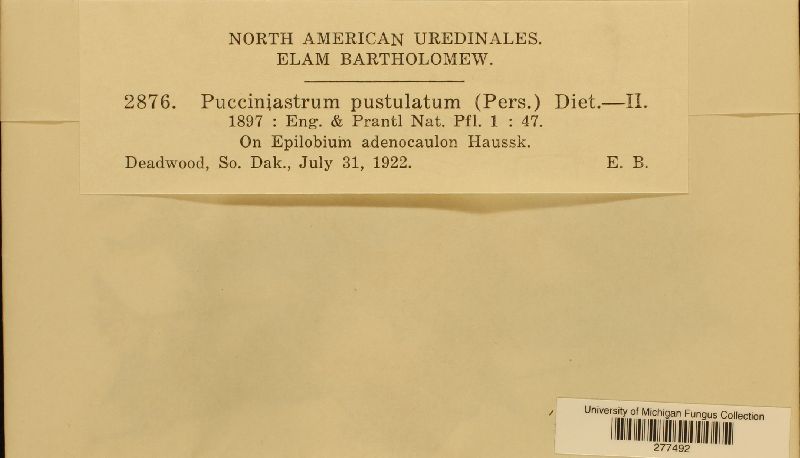 NORTH AMERICAN UREDINALES.
ELAM BARTHOLOMEW.
2876. Pucciniastrum pustulatum (Pers.) Diet.—II.
1897 : Eng. & Prantl Nat. Pfl. 1 : 47.
On Epilobium adenocaulon Haussk.
Deadwood, So. Dak., July 31, 1922. E. B.
University of Michigan Fungus Collection
277492